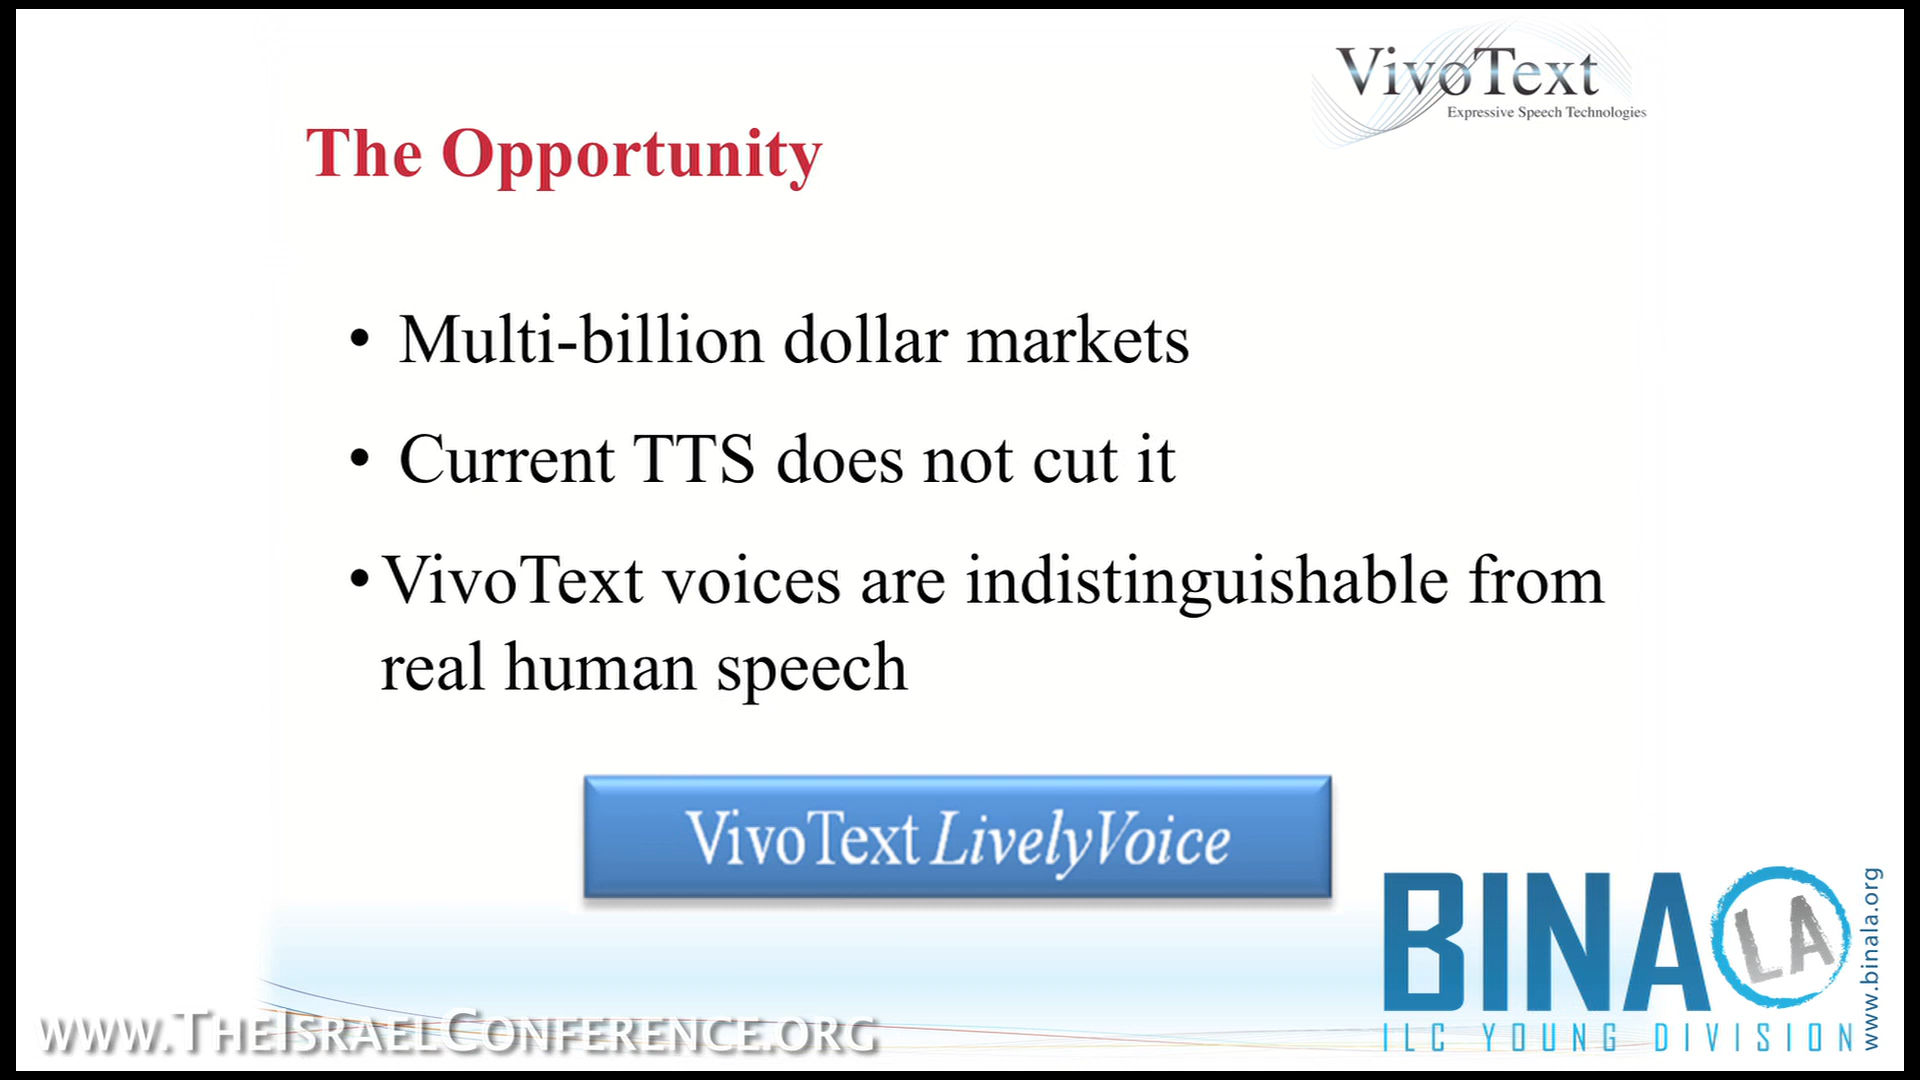 VivoText
Expressive Speech Technologies
The Opportunity
• Multi-billion dollar markets
• Current TTS does not cut it
• VivoText voices are indistinguishable from
real human speech
VivoText LivelyVoice
BINA LA
ILC YOUNG DIVISION
www.binala.org
www.TheIsraelConference.org